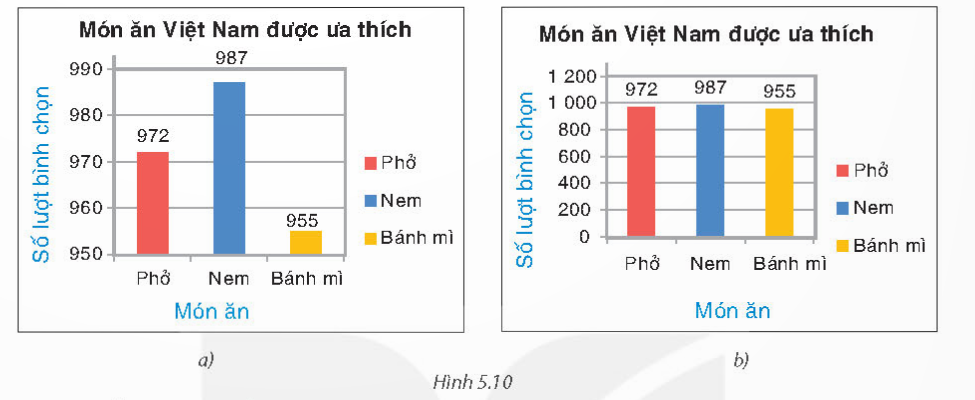 Món ăn Việt Nam được ưa thích
Số lượt bình chọn
990
980
970
960
950
972
987
955
Phở
Nem
Bánh mì
Món ăn
Phở
Nem
Bánh mì
a)
Món ăn Việt Nam được ưa thích
Số lượt bình chọn
1 200
1 000
800
600
400
200
0
972
987
955
Phở
Nem
Bánh mì
Món ăn
Phở
Nem
Bánh mì
b)
Hình 5.10